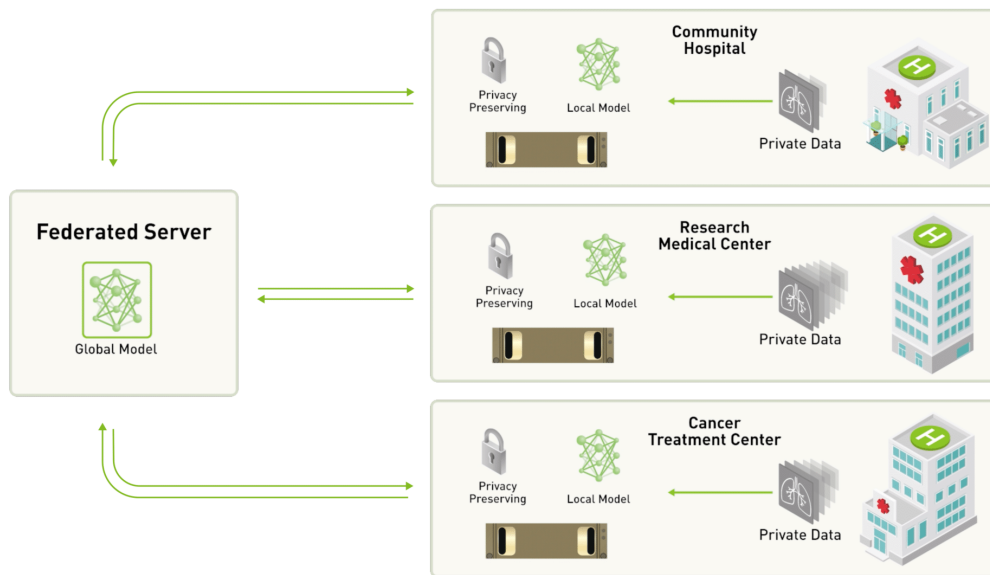 Community
Hospital
Privacy
Preserving
Local Model
Private Data
H
Federated Server
Global Model
Research
Medical Center
Privacy
Preserving
Local Model
Private Data
H
Cancer
Treatment Center
Privacy
Preserving
Local Model
Private Data
H